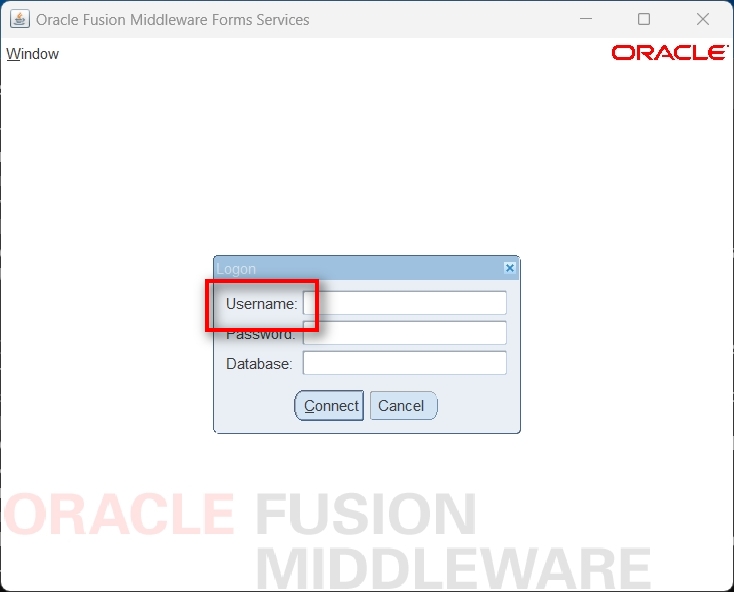 Oracle Fusion Middleware Forms Services
Window
ORACLE
Logon
Username:
Password:
Database:
Connect Cancel
ORACLE FUSION
MIDDLEWARE